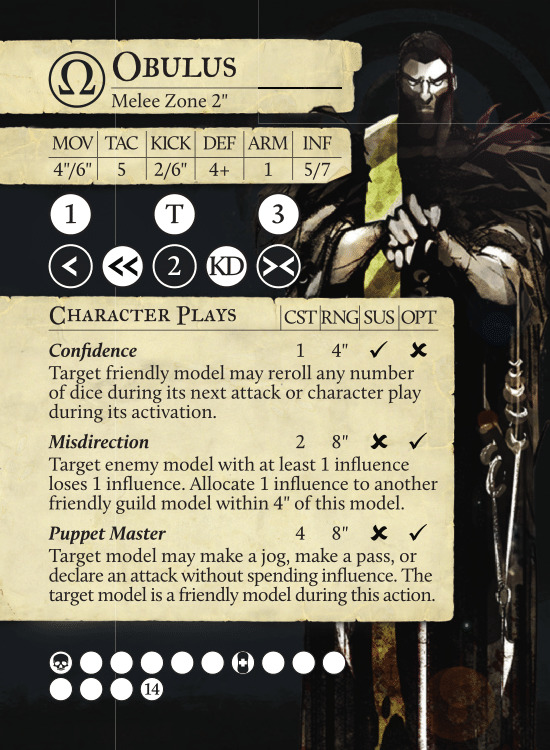 Ω OBULUS
Melee Zone 2"
MOV TAC KICK DEF ARM INF
4"/6" 5 2/6" 4+ 1 5/7
1 T 3
< << 2 KD ><
CHARACTER PLAYS CST RNG SUS OPT
Confidence 1 4" ✓ ✗
Target friendly model may reroll any number
of dice during its next attack or character play
during its activation.
Misdirection 2 8" ✗ ✓
Target enemy model with at least 1 influence
loses 1 influence. Allocate 1 influence to another
friendly guild model within 4" of this model.
Puppet Master 4 8" ✗ ✓
Target model may make a jog, make a pass, or
declare an attack without spending influence. The
target model is a friendly model during this action.
14